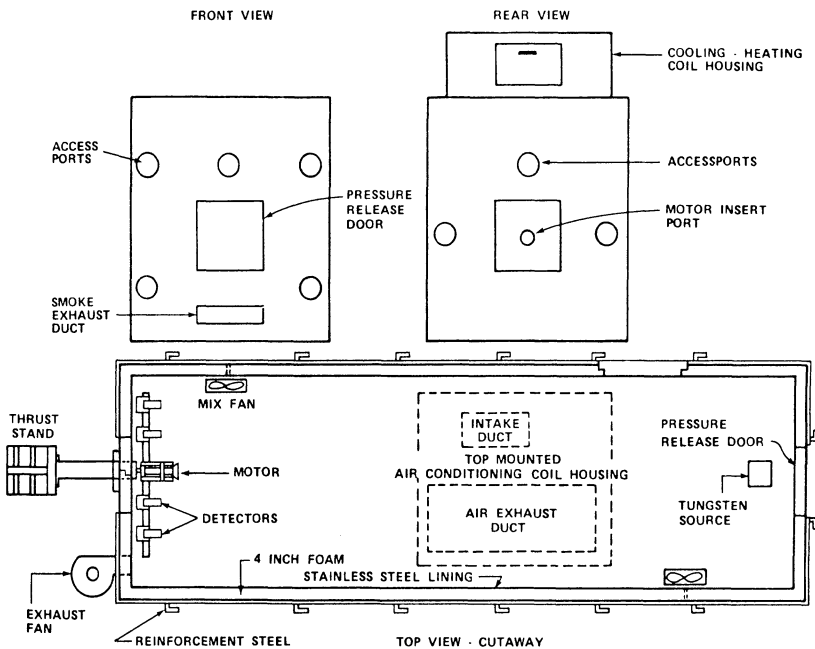 FRONT VIEW
REAR VIEW
COOLING - HEATING
COIL HOUSING
ACCESS
PORTS
ACCESSPORTS
PRESSURE
RELEASE
DOOR
MOTOR INSERT
PORT
SMOKE
EXHAUST
DUCT
MIX FAN
THRUST
STAND
INTAKE
DUCT
PRESSURE
RELEASE DOOR
TOP MOUNTED
AIR CONDITIONING COIL HOUSING
MOTOR
TUNGSTEN
SOURCE
DETECTORS
AIR EXHAUST
DUCT
4 INCH FOAM
STAINLESS STEEL LINING
EXHAUST
FAN
REINFORCEMENT STEEL
TOP VIEW - CUTAWAY